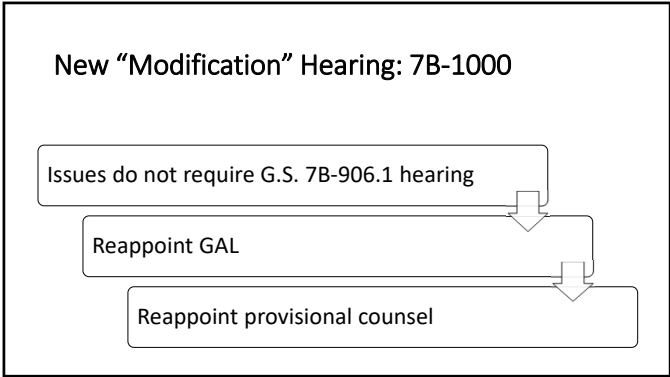 New “Modification” Hearing: 7B-1000
Issues do not require G.S. 7B-906.1 hearing
Reappoint GAL
Reappoint provisional counsel